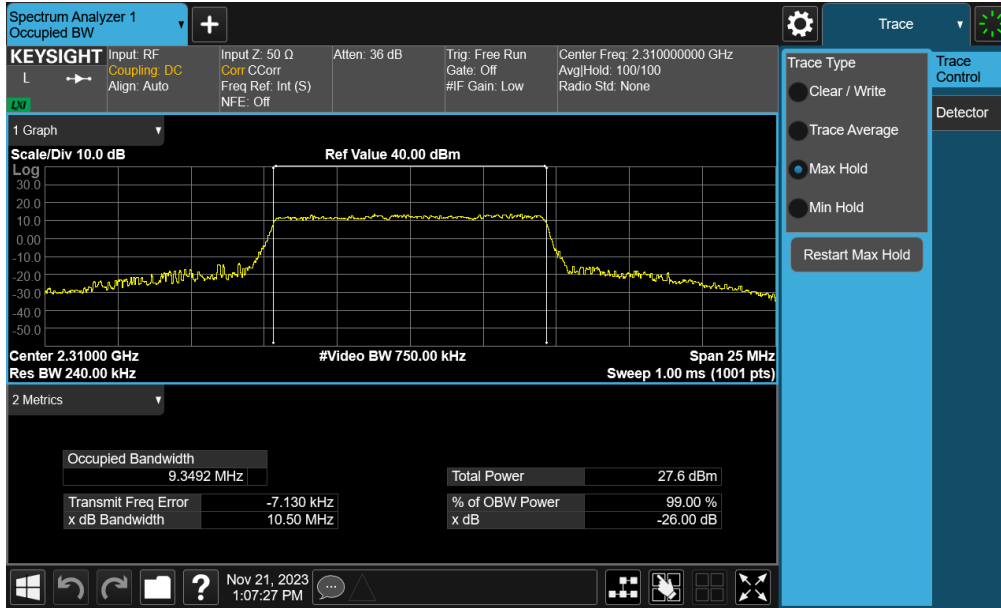 Spectrum Analyzer 1
Occupied BW
+
Trace
KEYSIGHT
L
LXI
Input: RF
Coupling: DC
Align: Auto
Input Z: 50 Ω
Corr CCorr
Freq Ref: Int (S)
NFE: Off
Atten: 36 dB
Trig: Free Run
Gate: Off
#IF Gain: Low
Center Freq: 2.310000000 GHz
Avg|Hold: 100/100
Radio Std: None
Trace Type
Clear / Write
Trace Average
Max Hold
Min Hold
Restart Max Hold
Trace
Control
Detector
1 Graph
Scale/Div 10.0 dB Ref Value 40.00 dBm
Log
30.0
20.0
10.0
0.00
-10.0
-20.0
-30.0
-40.0
-50.0
Center 2.31000 GHz #Video BW 750.00 kHz Span 25 MHz
Res BW 240.00 kHz Sweep 1.00 ms (1001 pts)
2 Metrics
Occupied Bandwidth
9.3492 MHz
Total Power 27.6 dBm
Transmit Freq Error -7.130 kHz % of OBW Power 99.00 %
x dB Bandwidth 10.50 MHz x dB -26.00 dB
?
Nov 21, 2023
1:07:27 PM